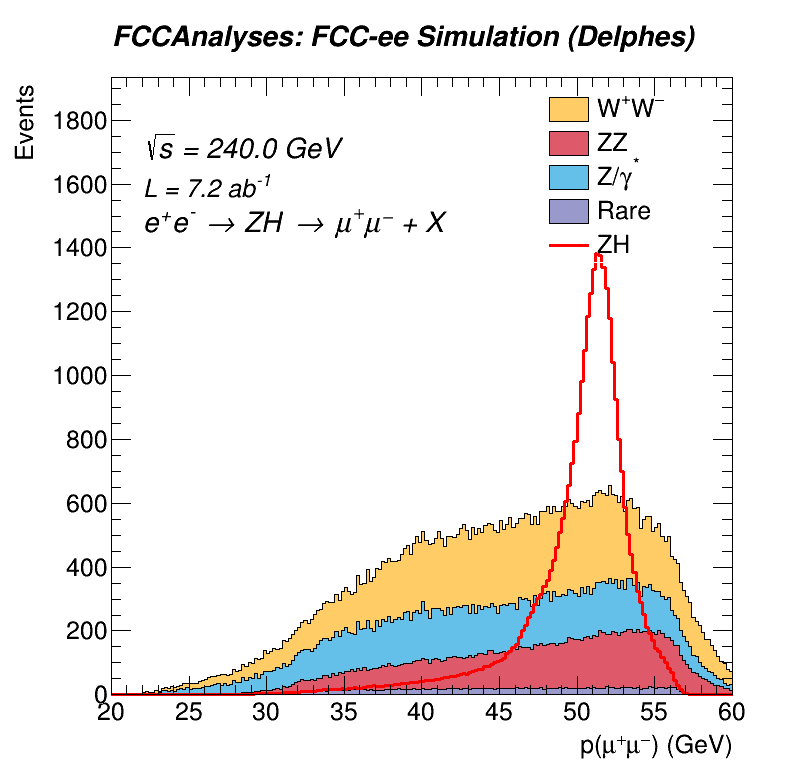 FCCAnalyses: FCC-ee Simulation (Delphes)
Events
√s = 240.0 GeV
L = 7.2 ab⁻¹
e⁺e⁻ → ZH → μ⁺μ⁻ + X
W⁺W⁻
ZZ
Z/γ*
Rare
ZH
1800
1600
1400
1200
1000
800
600
400
200
0
20 25 30 35 40 45 50 55 60
p(μ⁺μ⁻) (GeV)